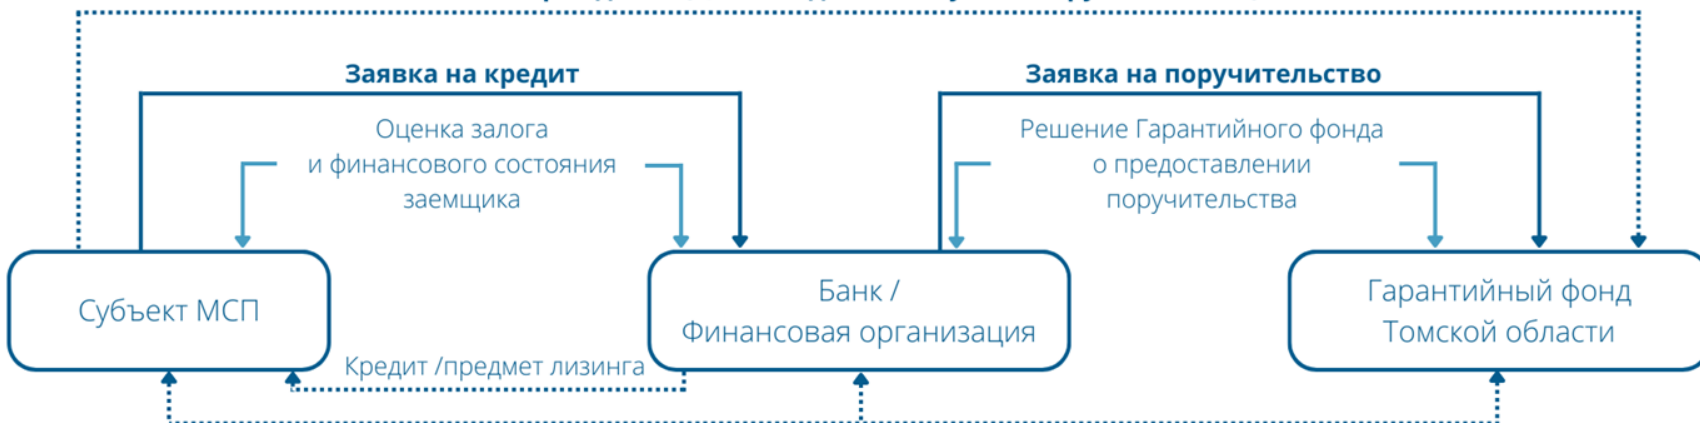 Заявка на кредит
Заявка на поручительство
Оценка залога
и финансового состояния
заемщика
Решение Гарантийного фонда
о предоставлении
поручительства
Субъект МСП
Банк /
Финансовая организация
Гарантийный фонд
Томской области
Кредит /предмет лизинга